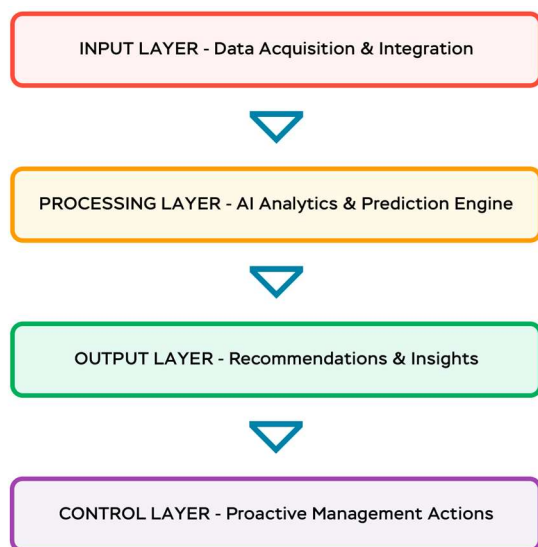 INPUT LAYER - Data Acquisition & Integration
PROCESSING LAYER - AI Analytics & Prediction Engine
OUTPUT LAYER - Recommendations & Insights
CONTROL LAYER - Proactive Management Actions